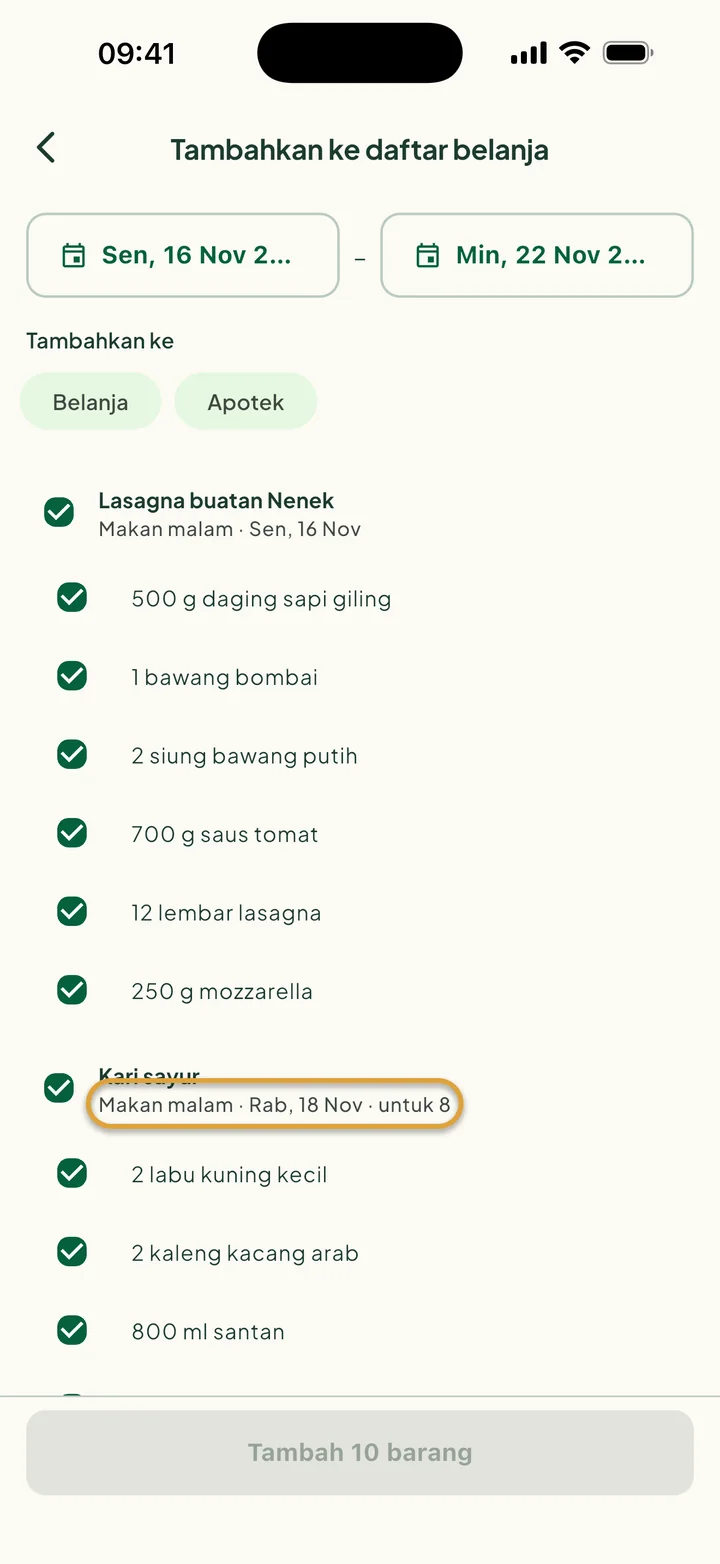 09:41
Tambahkan ke daftar belanja
Sen, 16 Nov 2... – Min, 22 Nov 2...
Tambahkan ke
Belanja Apotek
Lasagna buatan Nenek
Makan malam · Sen, 16 Nov
500 g daging sapi giling
1 bawang bombai
2 siung bawang putih
700 g saus tomat
12 lembar lasagna
250 g mozzarella
Kari sayur
Makan malam · Rab, 18 Nov · untuk 8
2 labu kuning kecil
2 kaleng kacang arab
800 ml santan
Tambah 10 barang